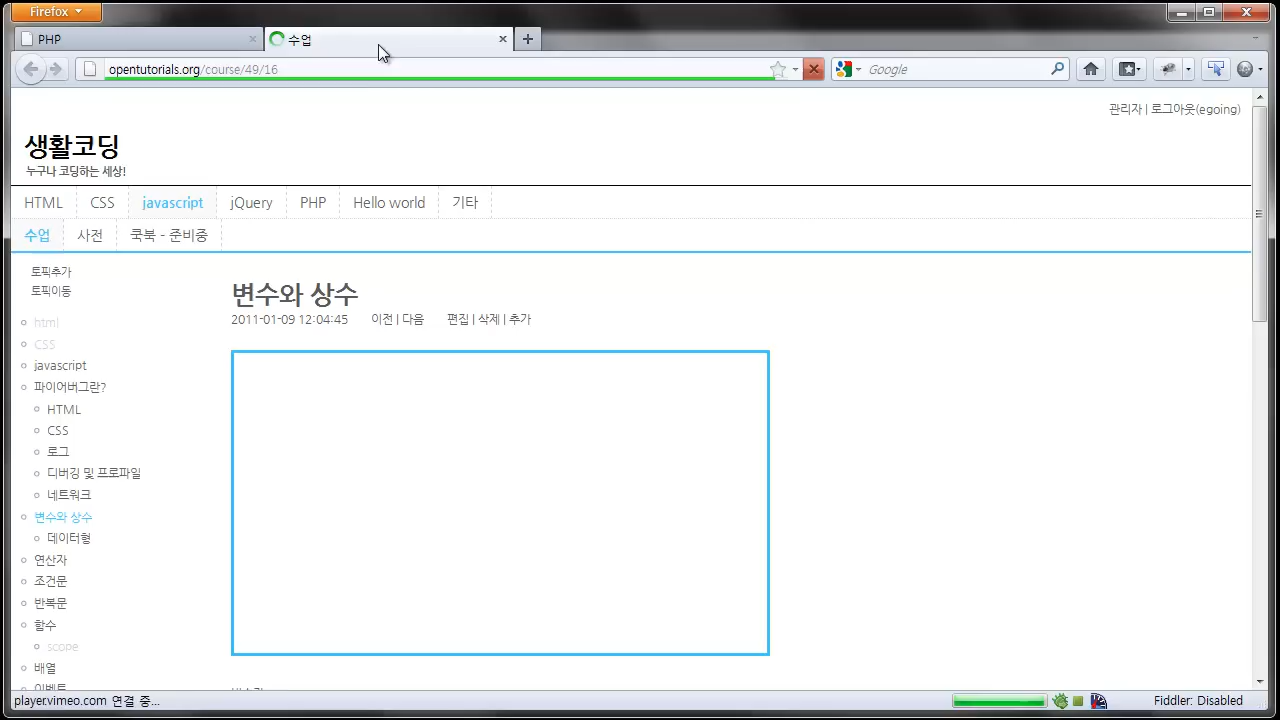 Firefox
PHP
수업
opentutorials.org/course/49/16
Google
관리자 | 로그아웃(egoing)
생활코딩
누구나 코딩하는 세상!
HTML CSS javascript jQuery PHP Hello world 기타
수업 사전 쿡북 - 준비중
토픽추가
토픽이동
변수와 상수
2011-01-09 12:04:45 이전 | 다음 편집 | 삭제 | 추가
html
CSS
javascript
파이어버그란?
HTML
CSS
로그
디버깅 및 프로파일
네트워크
변수와 상수
데이터형
연산자
조건문
반복문
함수
scope
배열
이벤트
player.vimeo.com 연결 중...
Fiddler: Disabled